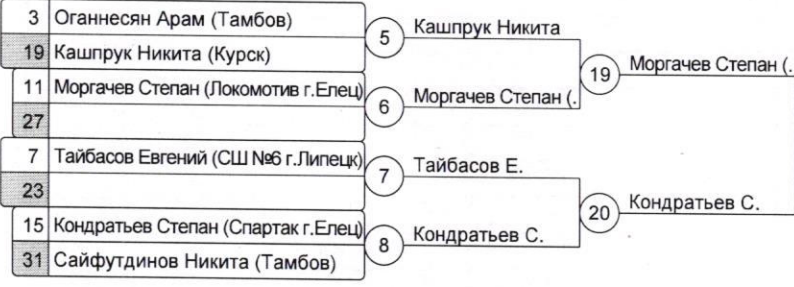 3 Оганнесян Арам (Тамбов)
19 Кашпрук Никита (Курск)
5 Кашпрук Никита
11 Моргачев Степан (Локомотив г.Елец)
27
6 Моргачев Степан (.
19 Моргачев Степан (.
7 Тайбасов Евгений (СШ №6 г.Липецк)
23
7 Тайбасов Е.
15 Кондратьев Степан (Спартак г.Елец)
31 Сайфутдинов Никита (Тамбов)
8 Кондратьев С.
20 Кондратьев С.